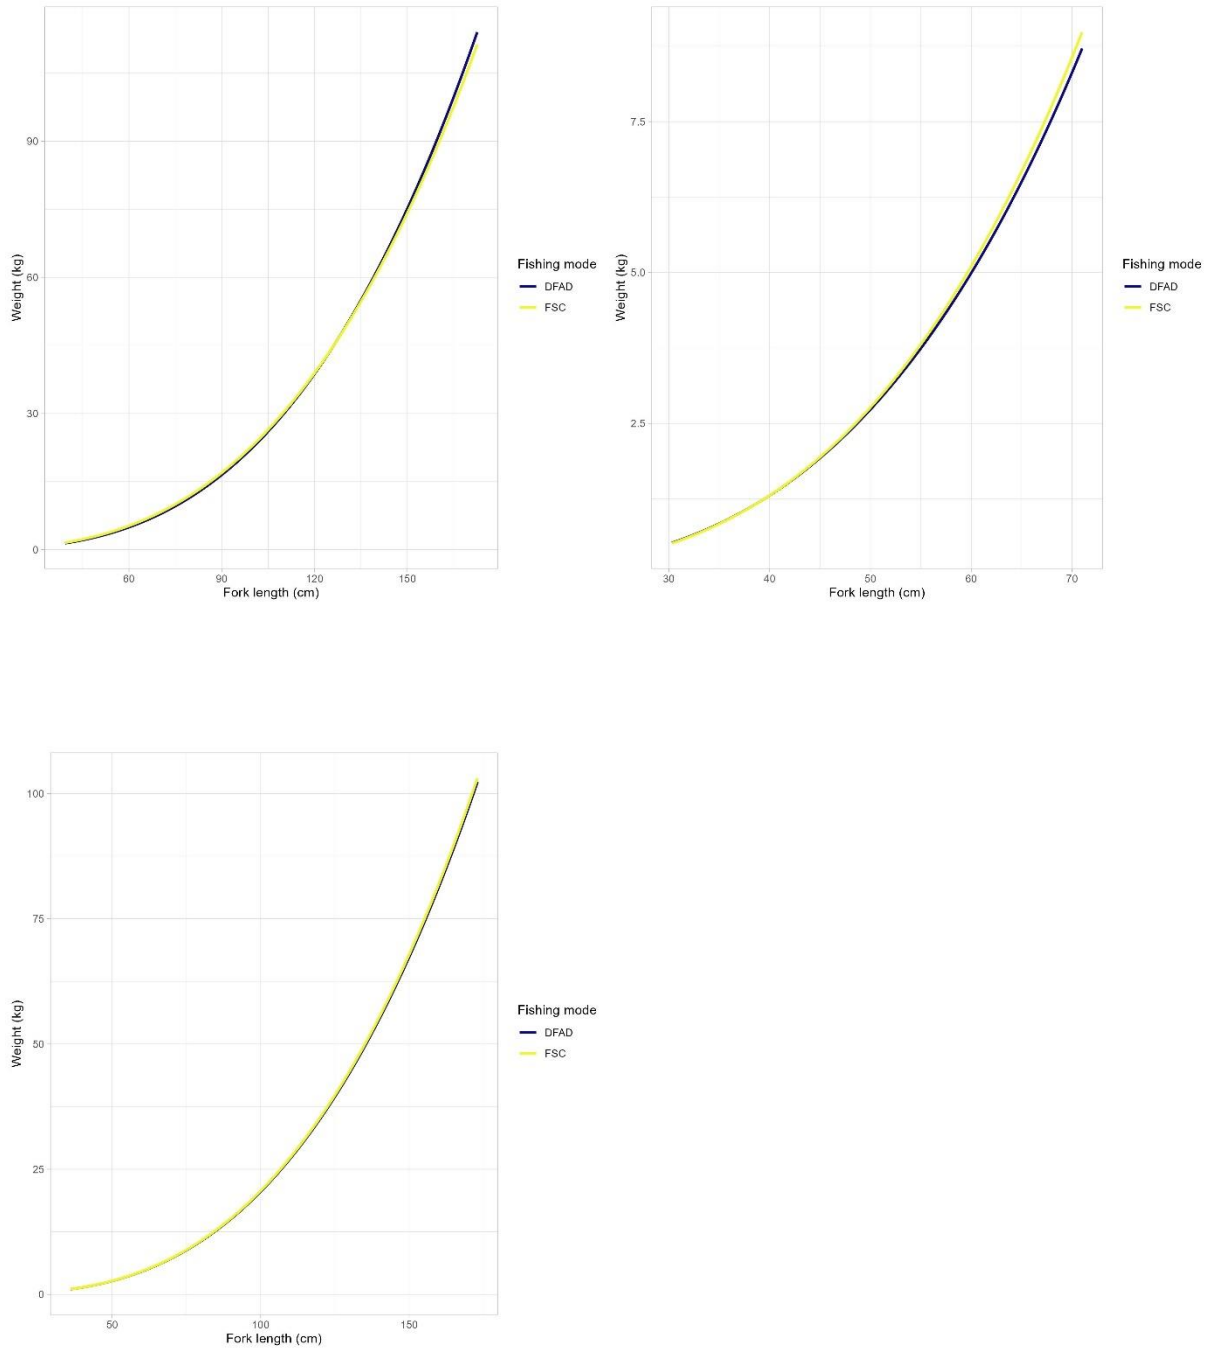 90
60
30
0
Weight (kg)
60 90 120 150
Fork length (cm)
Fishing mode
DFAD
FSC
7.5
5.0
2.5
Weight (kg)
30 40 50 60 70
Fork length (cm)
Fishing mode
DFAD
FSC
100
75
50
25
0
Weight (kg)
50 100 150
Fork length (cm)
Fishing mode
DFAD
FSC